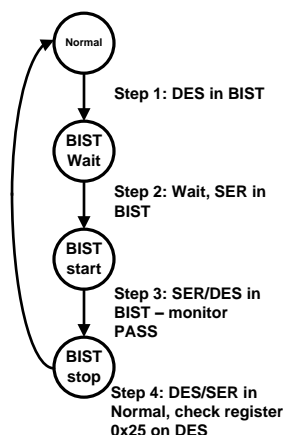 Normal
Step 1: DES in BIST
BIST
Wait
Step 2: Wait, SER in
BIST
BIST
start
Step 3: SER/DES in
BIST – monitor
PASS
BIST
stop
Step 4: DES/SER in
Normal, check register
0x25 on DES